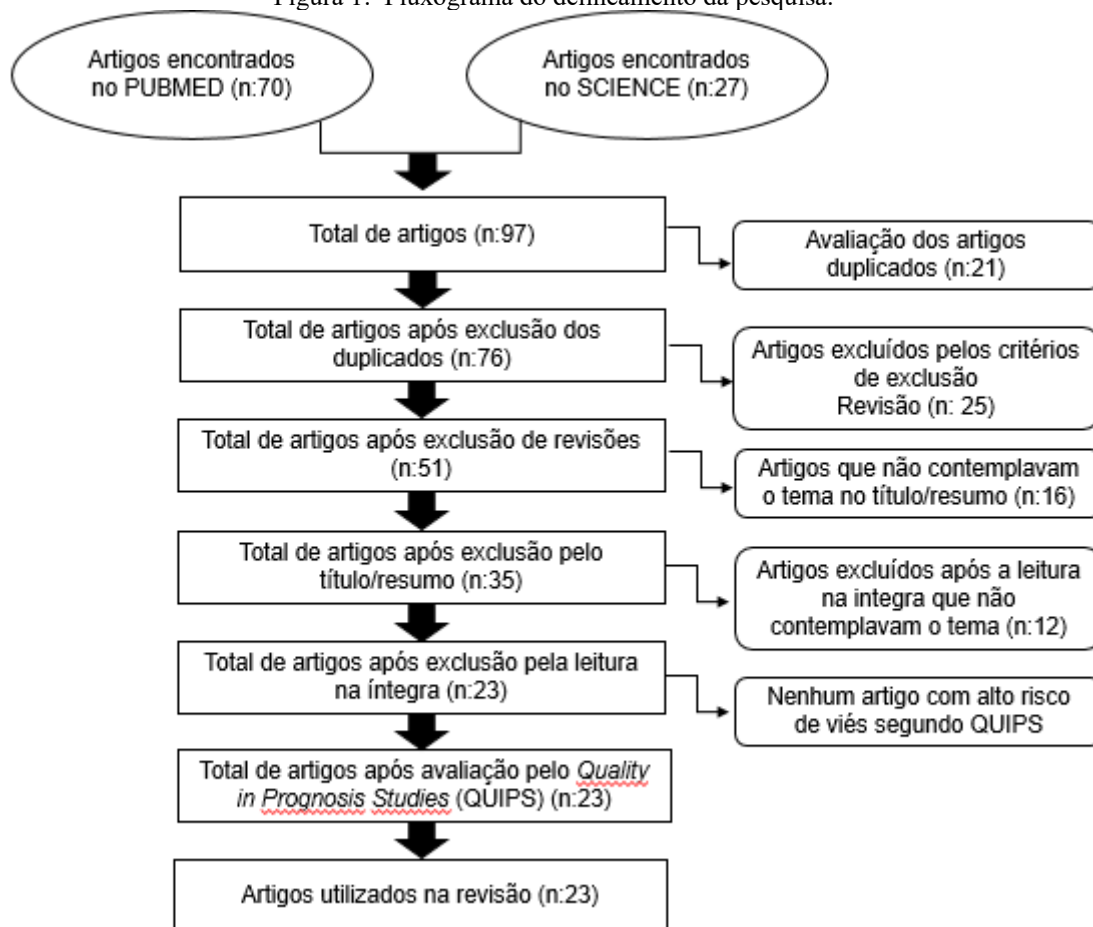 Figura 1. Fluxograma do delineamento da pesquisa.
Artigos encontrados
no PUBMED (n:70)
Artigos encontrados
no SCIENCE (n:27)
Total de artigos (n:97)
Avaliação dos artigos
duplicados (n:21)
Total de artigos após exclusão dos
duplicados (n:76)
Artigos excluídos pelos critérios
de exclusão
Revisão (n: 25)
Total de artigos após exclusão de revisões
(n:51)
Artigos que não contemplavam
o tema no título/resumo (n:16)
Total de artigos após exclusão pelo
título/resumo (n:35)
Artigos excluídos após a leitura
na integra que não
contemplavam o tema (n:12)
Total de artigos após exclusão pela leitura
na íntegra (n:23)
Nenhum artigo com alto risco
de viés segundo QUIPS
Total de artigos após avaliação pelo Quality
in Prognosis Studies (QUIPS) (n:23)
Artigos utilizados na revisão (n:23)